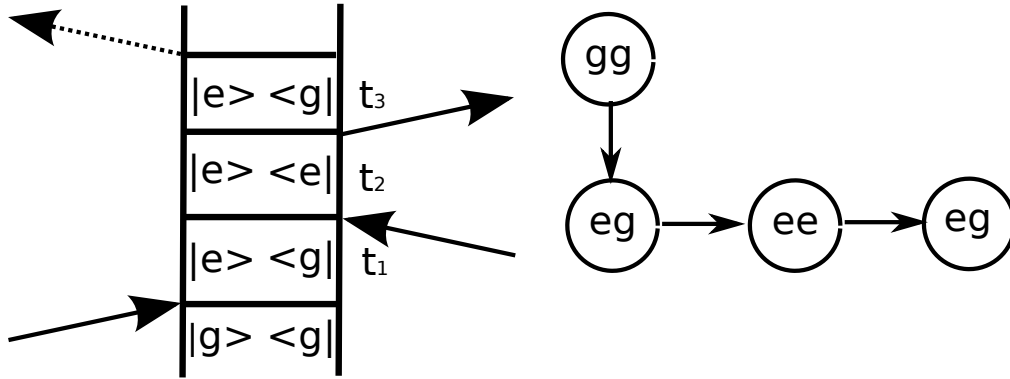 |e> <g| t3
|e> <e| t2
|e> <g| t1
|g> <g|
gg
eg ee eg